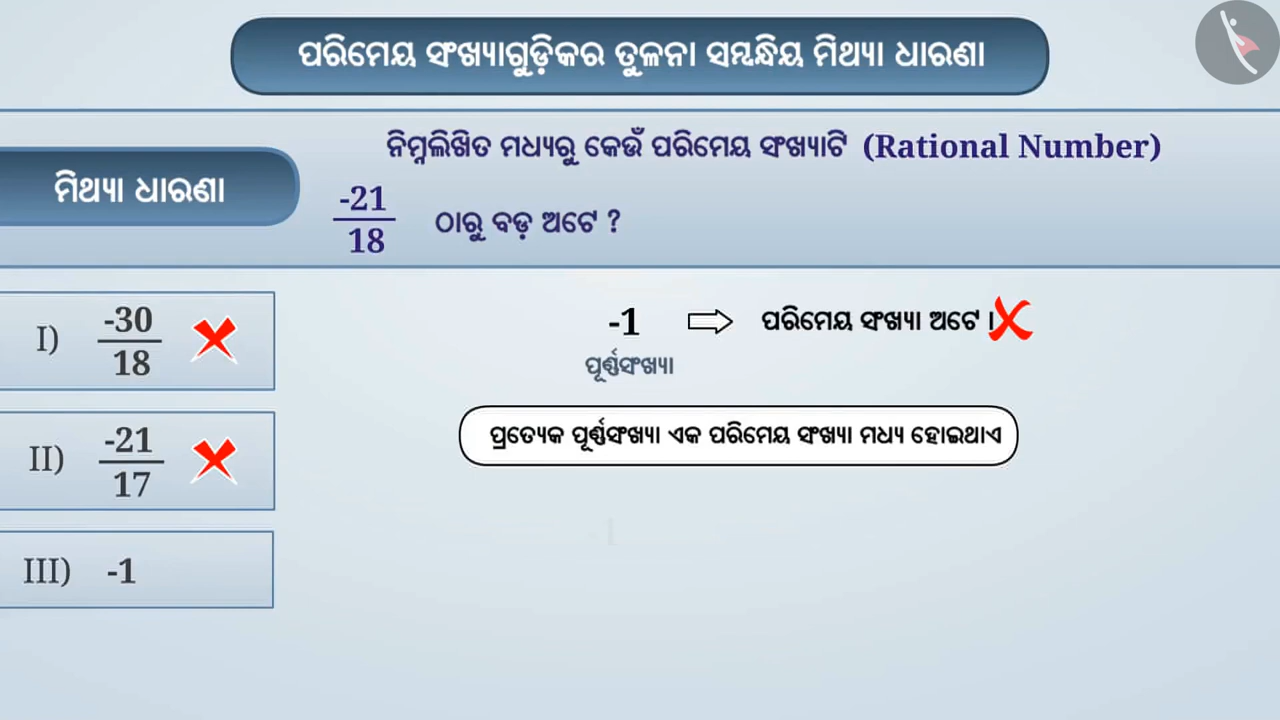 ପରିମେୟ ସଂଖ୍ୟାଗୁଡ଼ିକର ତୁଳନା ସମ୍ବନ୍ଧିୟ ମିଥ୍ୟା ଧାରଣା
ମିଥ୍ୟା ଧାରଣା
ନିମ୍ନଲିଖିତ ମଧ୍ୟରୁ କେଉଁ ପରିମେୟ ସଂଖ୍ୟାଟି (Rational Number)
-21/18 ଠାରୁ ବଡ଼ ଅଟେ ?
I) -30/18
II) -21/17
III) -1
-1 ⇨ ପରିମେୟ ସଂଖ୍ୟା ଅଟେ ।
ପୂର୍ଣ୍ଣସଂଖ୍ୟା
ପ୍ରତ୍ୟେକ ପୂର୍ଣ୍ଣସଂଖ୍ୟା ଏକ ପରିମେୟ ସଂଖ୍ୟା ମଧ୍ୟ ହୋଇଥାଏ